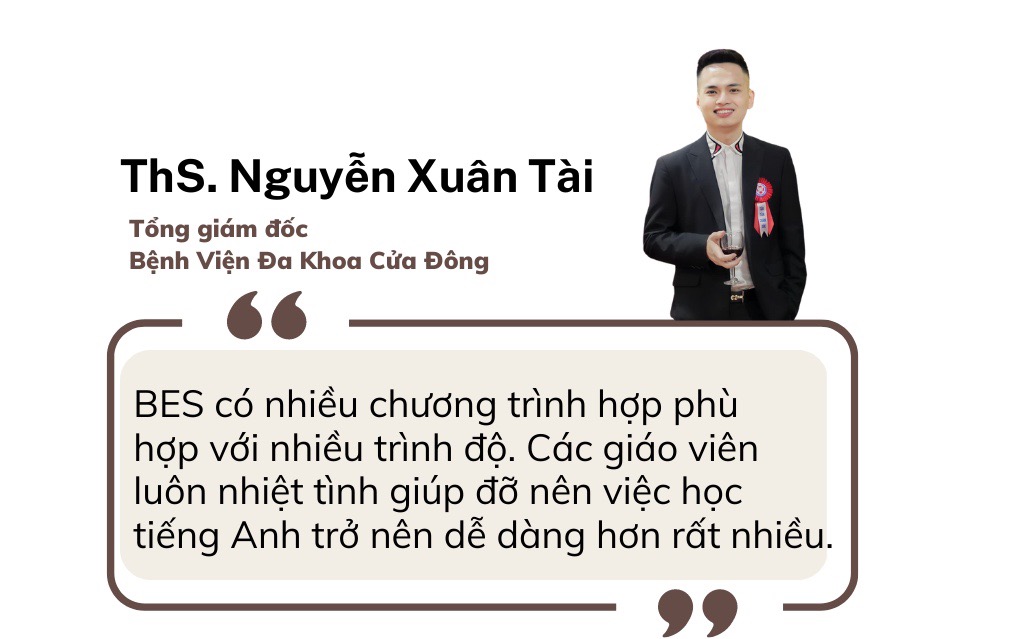 ThS. Nguyễn Xuân Tài
Tổng giám đốc
Bệnh Viện Đa Khoa Cửa Đông
BES có nhiều chương trình hợp phù
hợp với nhiều trình độ. Các giáo viên
luôn nhiệt tình giúp đỡ nên việc học
tiếng Anh trở nên dễ dàng hơn rất nhiều.